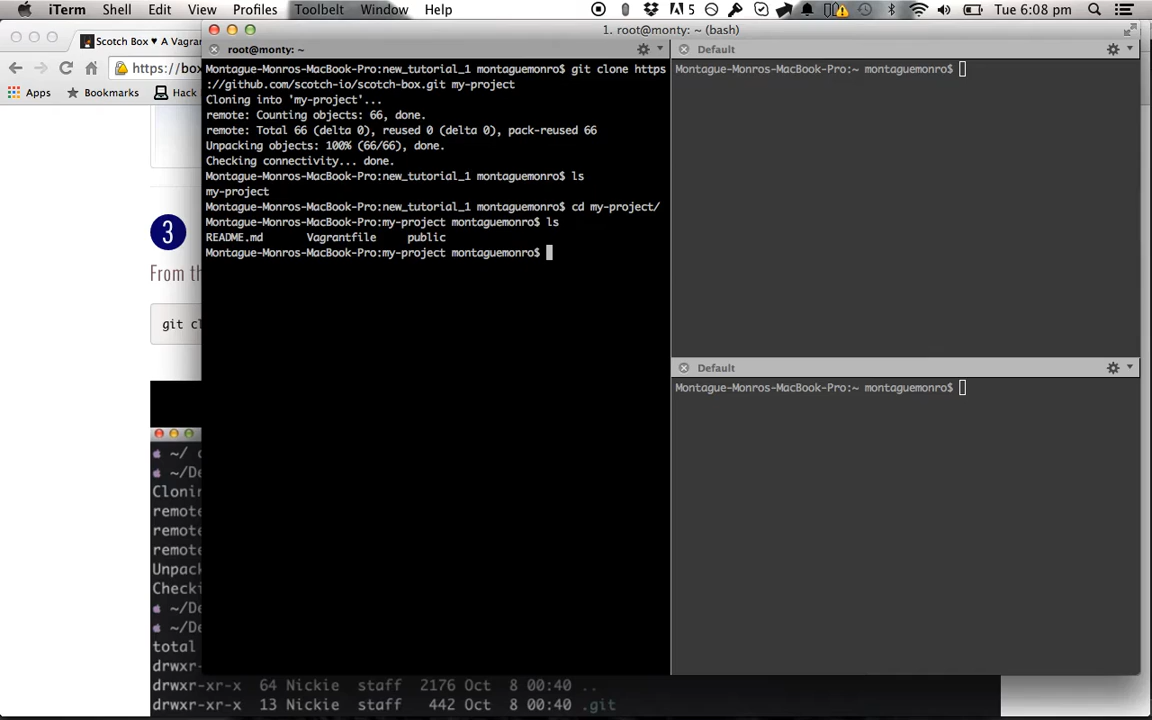 iTerm Shell Edit View Profiles Toolbelt Window Help
5
Tue 6:08 pm
Scotch Box ♥ A Vagra
https://box
Apps Bookmarks Hack
3
From th
git cl
1. root@monty: ~ (bash)
root@monty: ~
Montague-Monros-MacBook-Pro:new_tutorial_1 montaguemonro$ git clone https
://github.com/scotch-io/scotch-box.git my-project
Cloning into 'my-project'...
remote: Counting objects: 66, done.
remote: Total 66 (delta 0), reused 0 (delta 0), pack-reused 66
Unpacking objects: 100% (66/66), done.
Checking connectivity... done.
Montague-Monros-MacBook-Pro:new_tutorial_1 montaguemonro$ ls
my-project
Montague-Monros-MacBook-Pro:new_tutorial_1 montaguemonro$ cd my-project/
Montague-Monros-MacBook-Pro:my-project montaguemonro$ ls
README.md Vagrantfile public
Montague-Monros-MacBook-Pro:my-project montaguemonro$
Default
Montague-Monros-MacBook-Pro:~ montaguemonro$
Default
Montague-Monros-MacBook-Pro:~ montaguemonro$
~/ c
~/De
Clonin
remote
remote
remote
Unpack
Checki
~/De
~/De
total
drwxr-
drwxr-xr-x 64 Nickie staff 2176 Oct 8 00:40 ..
drwxr-xr-x 13 Nickie staff 442 Oct 8 00:40 .git